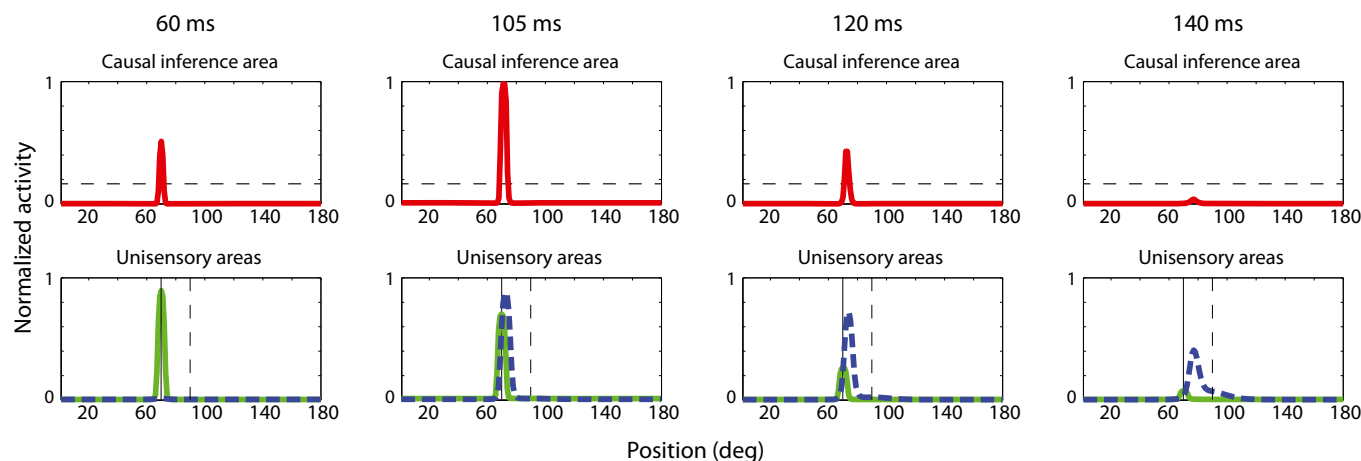 60 ms 105 ms 120 ms 140 ms
Causal inference area Causal inference area Causal inference area Causal inference area
1 1 1 1
0 0 0 0
20 60 100 140 180 20 60 100 140 180 20 60 100 140 180 20 60 100 140 180
Normalized activity
Unisensory areas Unisensory areas Unisensory areas Unisensory areas
1 1 1 1
0 0 0 0
20 60 100 140 180 20 60 100 140 180 20 60 100 140 180 20 60 100 140 180
Position (deg)